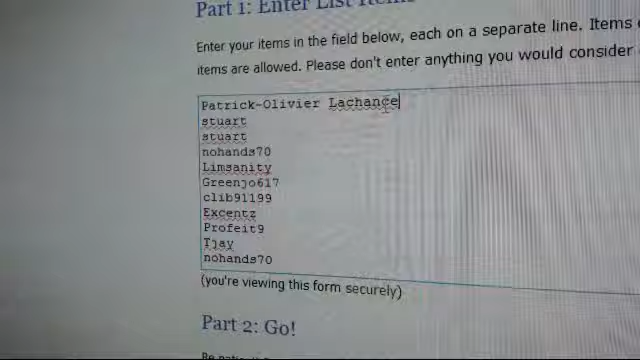 Part 1: Enter List Items
Enter your items in the field below, each on a separate line. Items
items are allowed. Please don't enter anything you would consider
Patrick-Olivier Lachance
stuart
stuart
nohands70
Limsanity
Greenjo617
clib91199
Excentz
Profeit9
Tjay
nohands70
(you're viewing this form securely)
Part 2: Go!